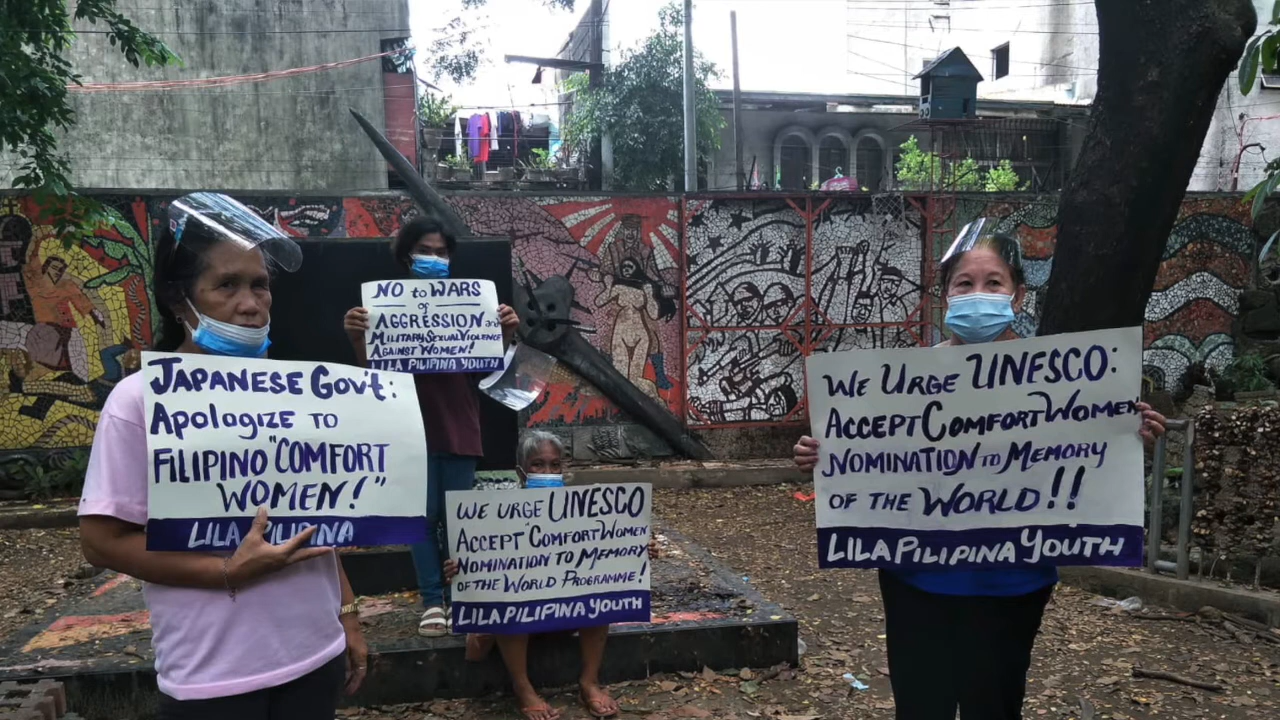 JAPANESE GOVT:
APOLOGIZE TO
FILIPINO "COMFORT
WOMEN!"
LILA PILIPINA
NO TO WARS
OF
AGGRESSION AND
MILITARY SEXUAL VIOLENCE
AGAINST WOMEN!
LILA PILIPINA YOUTH
WE URGE UNESCO
ACCEPT "COMFORT WOMEN
NOMINATION TO MEMORY
OF THE WORLD PROGRAMME!
LILA PILIPINA YOUTH
WE URGE UNESCO:
ACCEPT COMFORT WOMEN
NOMINATION TO MEMORY
OF THE WORLD!!
LILA PILIPINA YOUTH